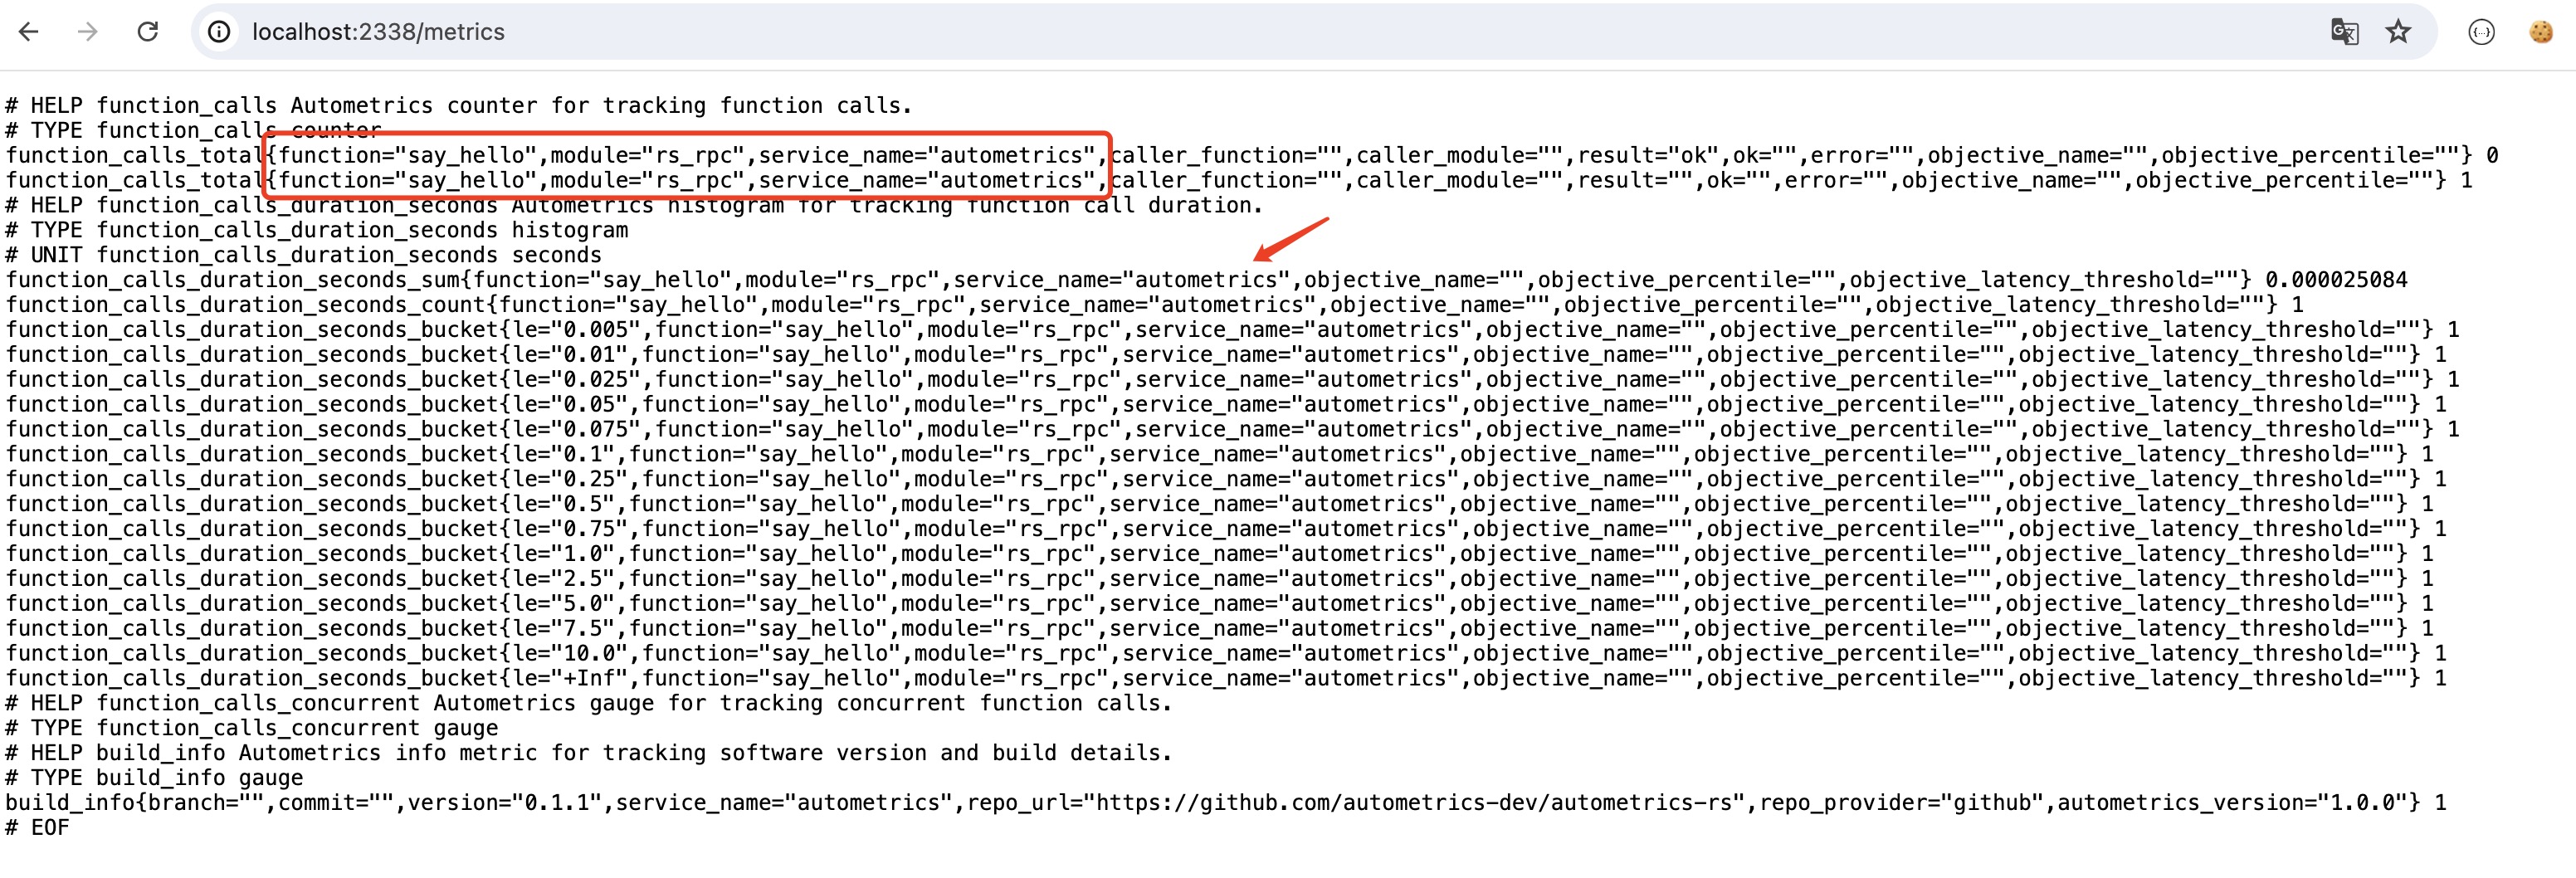 localhost:2338/metrics
# HELP function_calls Autometrics counter for tracking function calls.
# TYPE function_calls counter
function_calls_total{function="say_hello",module="rs_rpc",service_name="autometrics",caller_function="",caller_module="",result="ok",ok="",error="",objective_name="",objective_percentile=""} 0
function_calls_total{function="say_hello",module="rs_rpc",service_name="autometrics",caller_function="",caller_module="",result="",ok="",error="",objective_name="",objective_percentile=""} 1
# HELP function_calls_duration_seconds Autometrics histogram for tracking function call duration.
# TYPE function_calls_duration_seconds histogram
# UNIT function_calls_duration_seconds seconds
function_calls_duration_seconds_sum{function="say_hello",module="rs_rpc",service_name="autometrics",objective_name="",objective_percentile="",objective_latency_threshold=""} 0.000025084
function_calls_duration_seconds_count{function="say_hello",module="rs_rpc",service_name="autometrics",objective_name="",objective_percentile="",objective_latency_threshold=""} 1
function_calls_duration_seconds_bucket{le="0.005",function="say_hello",module="rs_rpc",service_name="autometrics",objective_name="",objective_percentile="",objective_latency_threshold=""} 1
function_calls_duration_seconds_bucket{le="0.01",function="say_hello",module="rs_rpc",service_name="autometrics",objective_name="",objective_percentile="",objective_latency_threshold=""} 1
function_calls_duration_seconds_bucket{le="0.025",function="say_hello",module="rs_rpc",service_name="autometrics",objective_name="",objective_percentile="",objective_latency_threshold=""} 1
function_calls_duration_seconds_bucket{le="0.05",function="say_hello",module="rs_rpc",service_name="autometrics",objective_name="",objective_percentile="",objective_latency_threshold=""} 1
function_calls_duration_seconds_bucket{le="0.075",function="say_hello",module="rs_rpc",service_name="autometrics",objective_name="",objective_percentile="",objective_latency_threshold=""} 1
function_calls_duration_seconds_bucket{le="0.1",function="say_hello",module="rs_rpc",service_name="autometrics",objective_name="",objective_percentile="",objective_latency_threshold=""} 1
function_calls_duration_seconds_bucket{le="0.25",function="say_hello",module="rs_rpc",service_name="autometrics",objective_name="",objective_percentile="",objective_latency_threshold=""} 1
function_calls_duration_seconds_bucket{le="0.5",function="say_hello",module="rs_rpc",service_name="autometrics",objective_name="",objective_percentile="",objective_latency_threshold=""} 1
function_calls_duration_seconds_bucket{le="0.75",function="say_hello",module="rs_rpc",service_name="autometrics",objective_name="",objective_percentile="",objective_latency_threshold=""} 1
function_calls_duration_seconds_bucket{le="1.0",function="say_hello",module="rs_rpc",service_name="autometrics",objective_name="",objective_percentile="",objective_latency_threshold=""} 1
function_calls_duration_seconds_bucket{le="2.5",function="say_hello",module="rs_rpc",service_name="autometrics",objective_name="",objective_percentile="",objective_latency_threshold=""} 1
function_calls_duration_seconds_bucket{le="5.0",function="say_hello",module="rs_rpc",service_name="autometrics",objective_name="",objective_percentile="",objective_latency_threshold=""} 1
function_calls_duration_seconds_bucket{le="7.5",function="say_hello",module="rs_rpc",service_name="autometrics",objective_name="",objective_percentile="",objective_latency_threshold=""} 1
function_calls_duration_seconds_bucket{le="10.0",function="say_hello",module="rs_rpc",service_name="autometrics",objective_name="",objective_percentile="",objective_latency_threshold=""} 1
function_calls_duration_seconds_bucket{le="+Inf",function="say_hello",module="rs_rpc",service_name="autometrics",objective_name="",objective_percentile="",objective_latency_threshold=""} 1
# HELP function_calls_concurrent Autometrics gauge for tracking concurrent function calls.
# TYPE function_calls_concurrent gauge
# HELP build_info Autometrics info metric for tracking software version and build details.
# TYPE build_info gauge
build_info{branch="",commit="",version="0.1.1",service_name="autometrics",repo_url="https://github.com/autometrics-dev/autometrics-rs",repo_provider="github",autometrics_version="1.0.0"} 1
# EOF